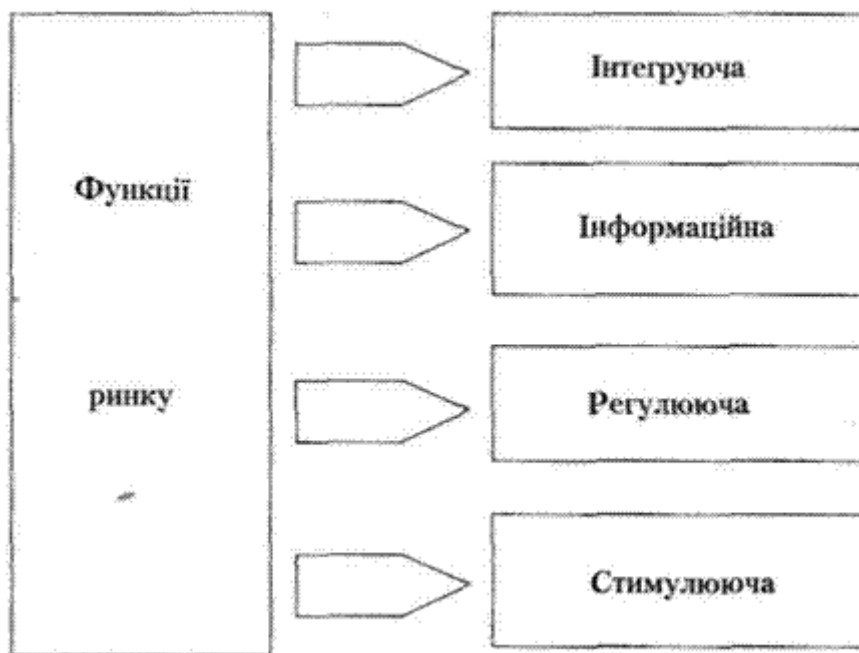 Функції
ринку
Інтегруюча
Інформаційна
Регулююча
Стимулююча